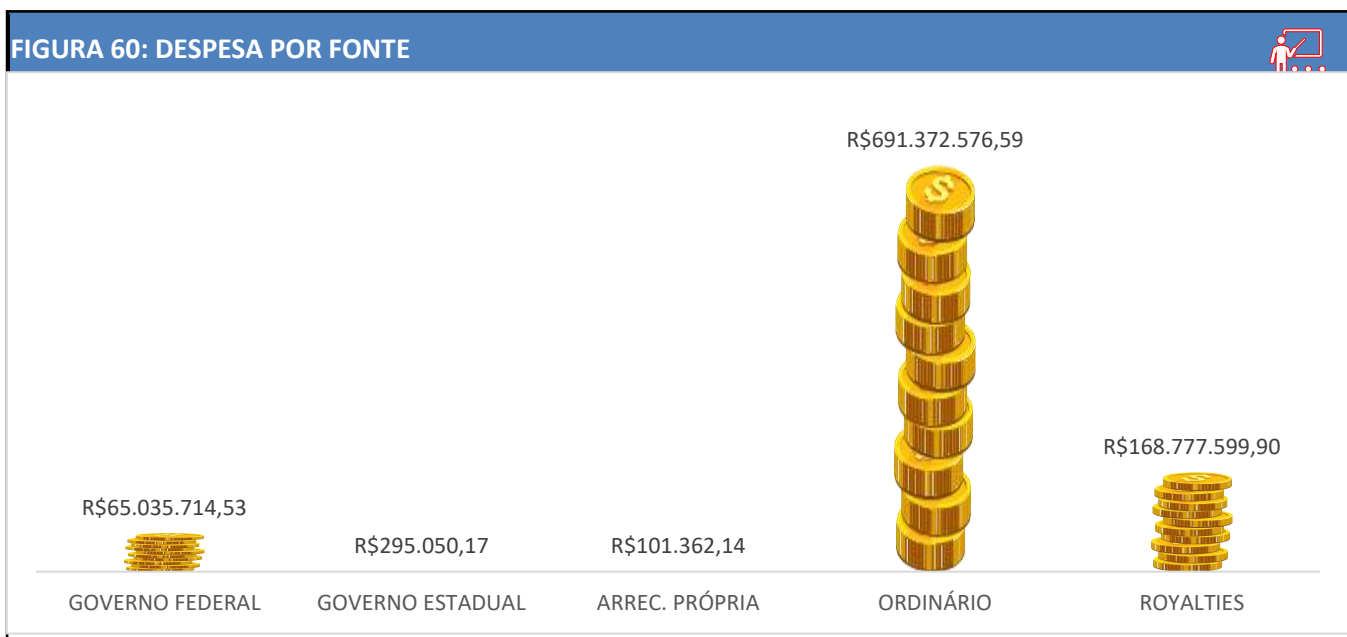 FIGURA 60: DESPESA POR FONTE
R$691.372.576,59
R$168.777.599,90
R$65.035.714,53
R$295.050,17
R$101.362,14
GOVERNO FEDERAL
GOVERNO ESTADUAL
ARREC. PRÓPRIA
ORDINÁRIO
ROYALTIES